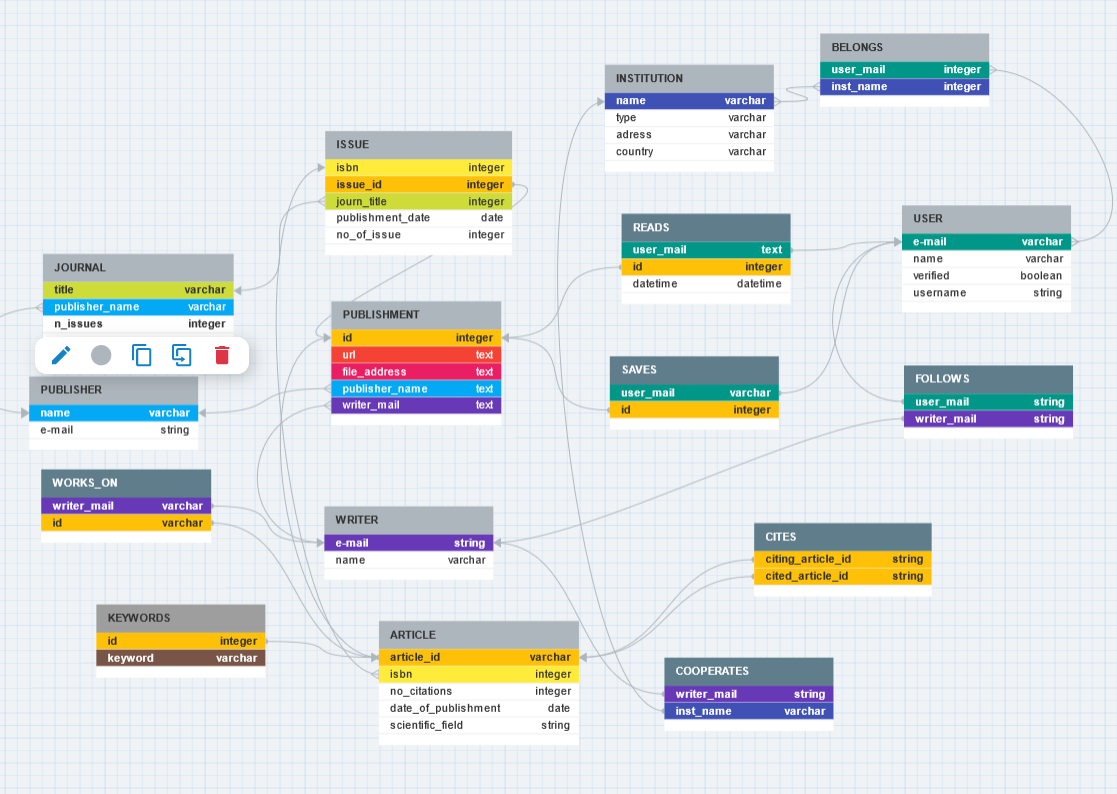 BELONGS
user_mail integer
inst_name integer
INSTITUTION
name varchar
type varchar
adress varchar
country varchar
ISSUE
isbn integer
issue_id integer
journ_title integer
publishment_date date
no_of_issue integer
READS
user_mail text
id integer
datetime datetime
USER
e-mail varchar
name varchar
verified boolean
username string
JOURNAL
title varchar
publisher_name varchar
n_issues integer
PUBLISHMENT
id integer
url text
file_address text
publisher_name text
writer_mail text
SAVES
user_mail varchar
id integer
FOLLOWS
user_mail string
writer_mail string
PUBLISHER
name varchar
e-mail string
WORKS_ON
writer_mail varchar
id varchar
WRITER
e-mail string
name varchar
CITES
citing_article_id string
cited_article_id string
KEYWORDS
id integer
keyword varchar
ARTICLE
article_id varchar
isbn integer
no_citations integer
date_of_publishment date
scientific_field string
COOPERATES
writer_mail string
inst_name varchar